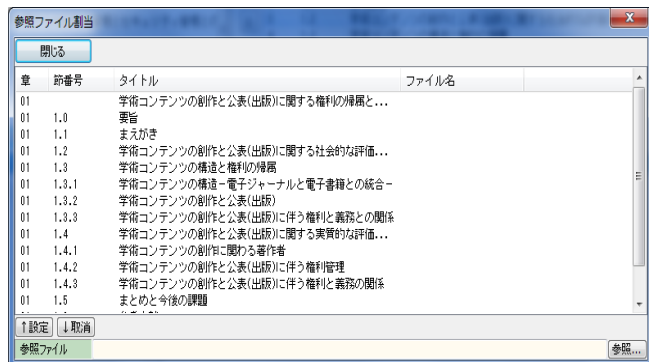 参照ファイル割当
閉じる
章 節番号 タイトル ファイル名
01 学術コンテンツの創作と公表(出版)に関する権利の帰属と...
01 1.0 要旨
01 1.1 まえがき
01 1.2 学術コンテンツの創作と公表(出版)に関する社会的な評価...
01 1.3 学術コンテンツの構造と権利の帰属
01 1.3.1 学術コンテンツの構造－電子ジャーナルと電子書籍との統合－
01 1.3.2 学術コンテンツの創作と公表(出版)
01 1.3.3 学術コンテンツの創作と公表(出版)に伴う権利と義務との関係
01 1.4 学術コンテンツの創作と公表(出版)に関する実質的な評価...
01 1.4.1 学術コンテンツの創作に関わる著作者
01 1.4.2 学術コンテンツの創作と公表(出版)に伴う権利管理
01 1.4.3 学術コンテンツの創作と公表(出版)に伴う権利と義務の関係
01 1.5 まとめと今後の課題
↑設定 ↓取消
参照ファイル 参照...